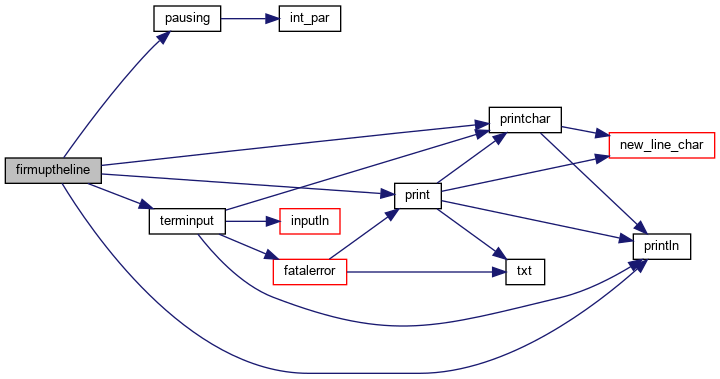 pausing
int_par
printchar
new_line_char
firmuptheline
print
terminput
inputln
println
fatalerror
txt